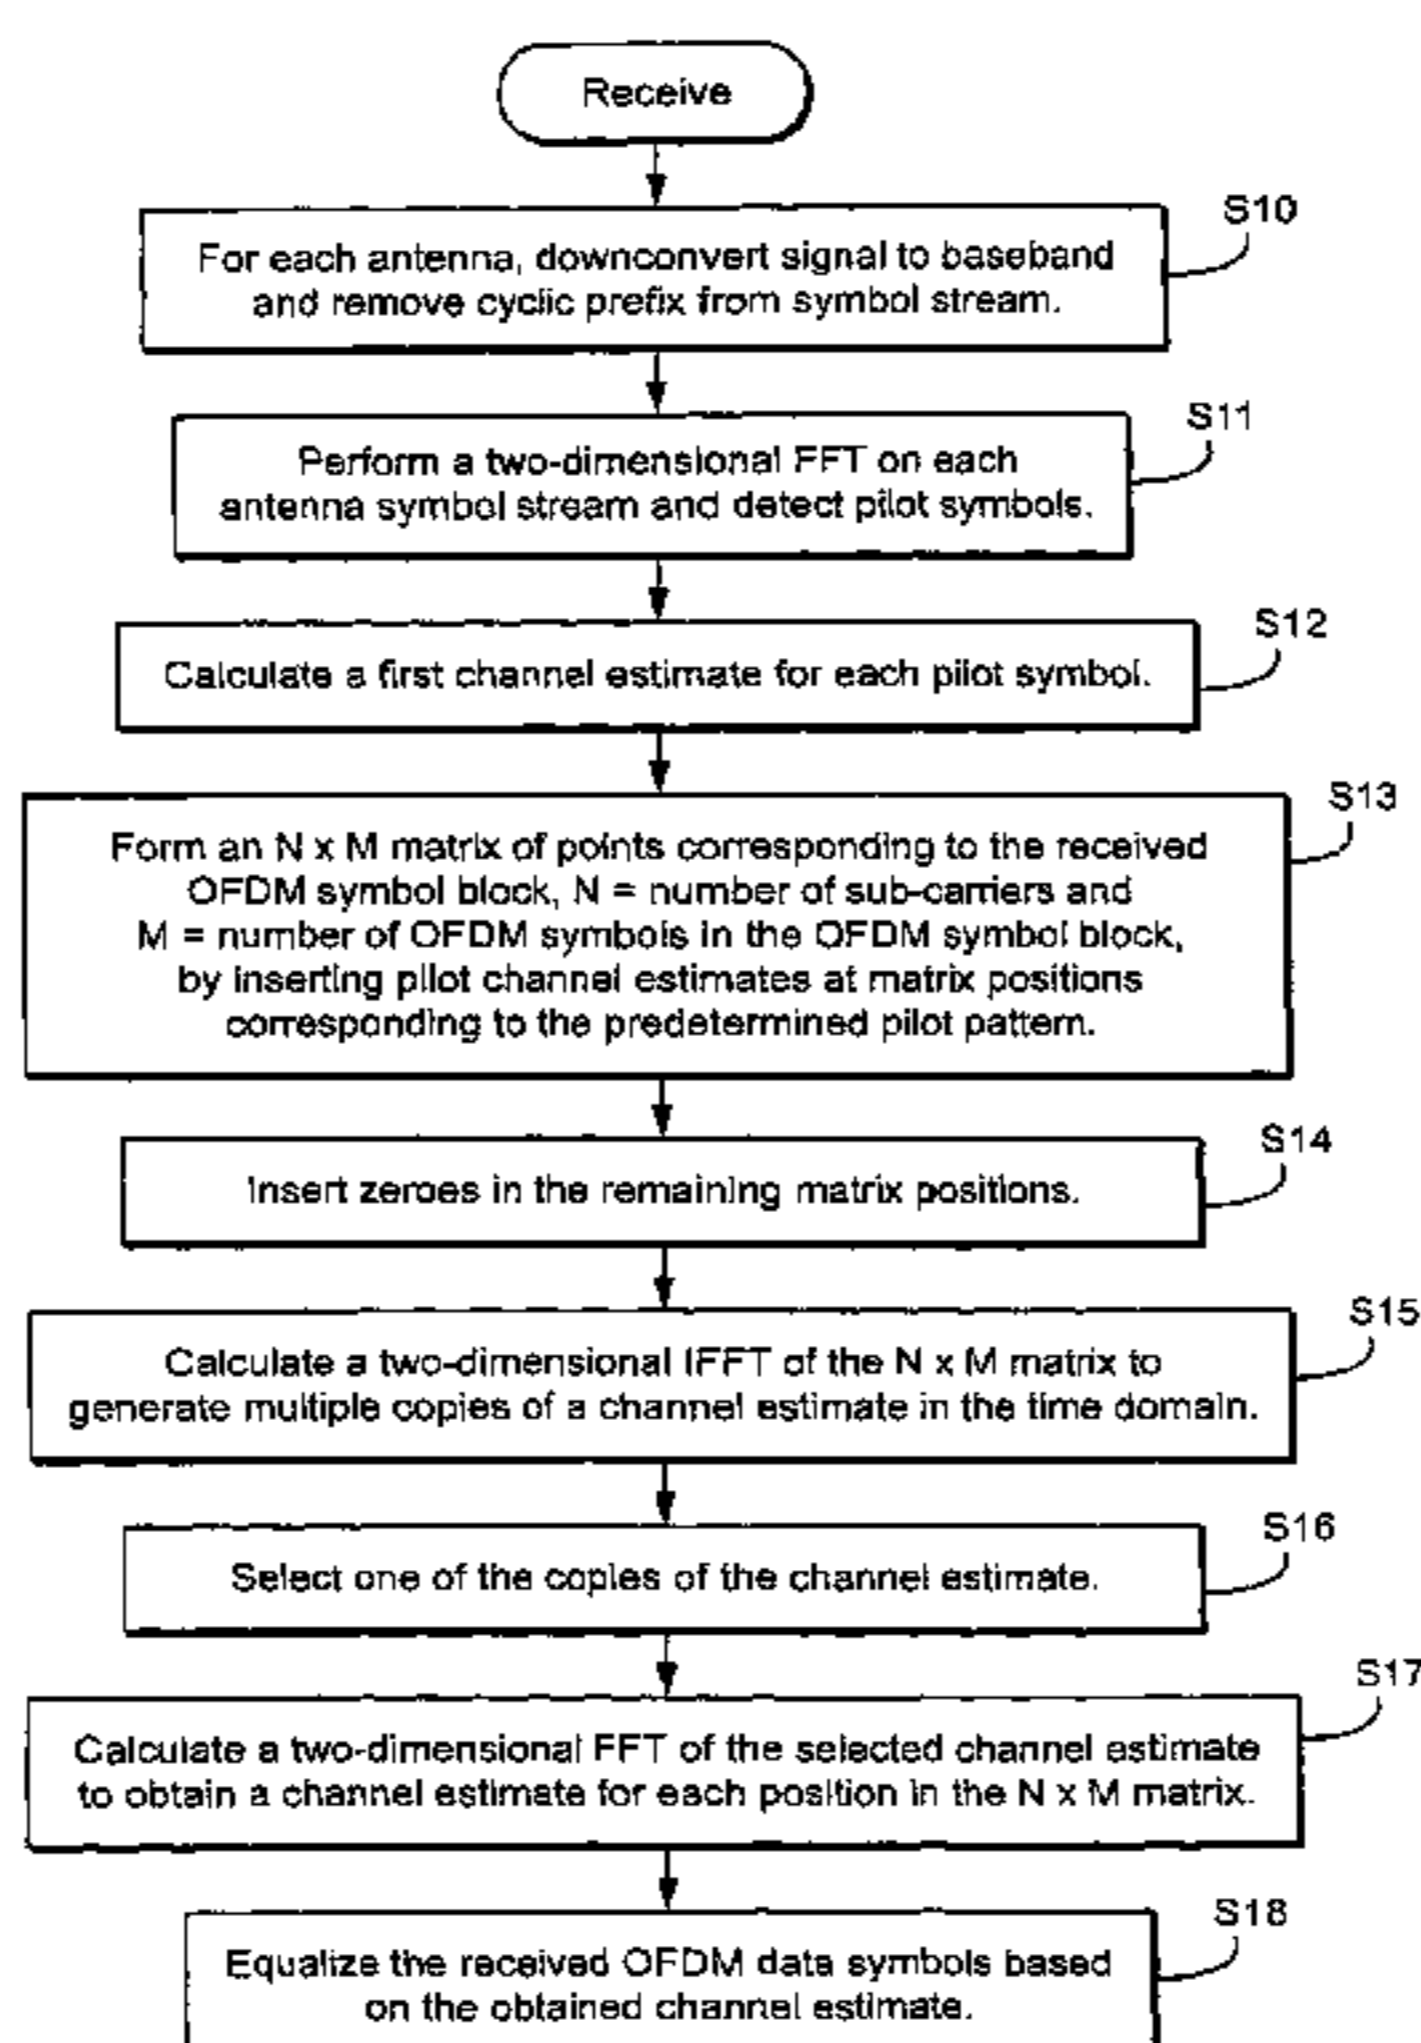 Receive
S10
For each antenna, downconvert signal to baseband
and remove cyclic prefix from symbol stream.
S11
Perform a two-dimensional FFT on each
antenna symbol stream and detect pilot symbols.
S12
Calculate a first channel estimate for each pilot symbol.
S13
Form an N x M matrix of points corresponding to the received
OFDM symbol block, N = number of sub-carriers and
M = number of OFDM symbols in the OFDM symbol block,
by inserting pilot channel estimates at matrix positions
corresponding to the predetermined pilot pattern.
S14
Insert zeroes in the remaining matrix positions.
S15
Calculate a two-dimensional IFFT of the N x M matrix to
generate multiple copies of a channel estimate in the time domain.
S16
Select one of the copies of the channel estimate.
S17
Calculate a two-dimensional FFT of the selected channel estimate
to obtain a channel estimate for each position in the N x M matrix.
S18
Equalize the received OFDM data symbols based
on the obtained channel estimate.